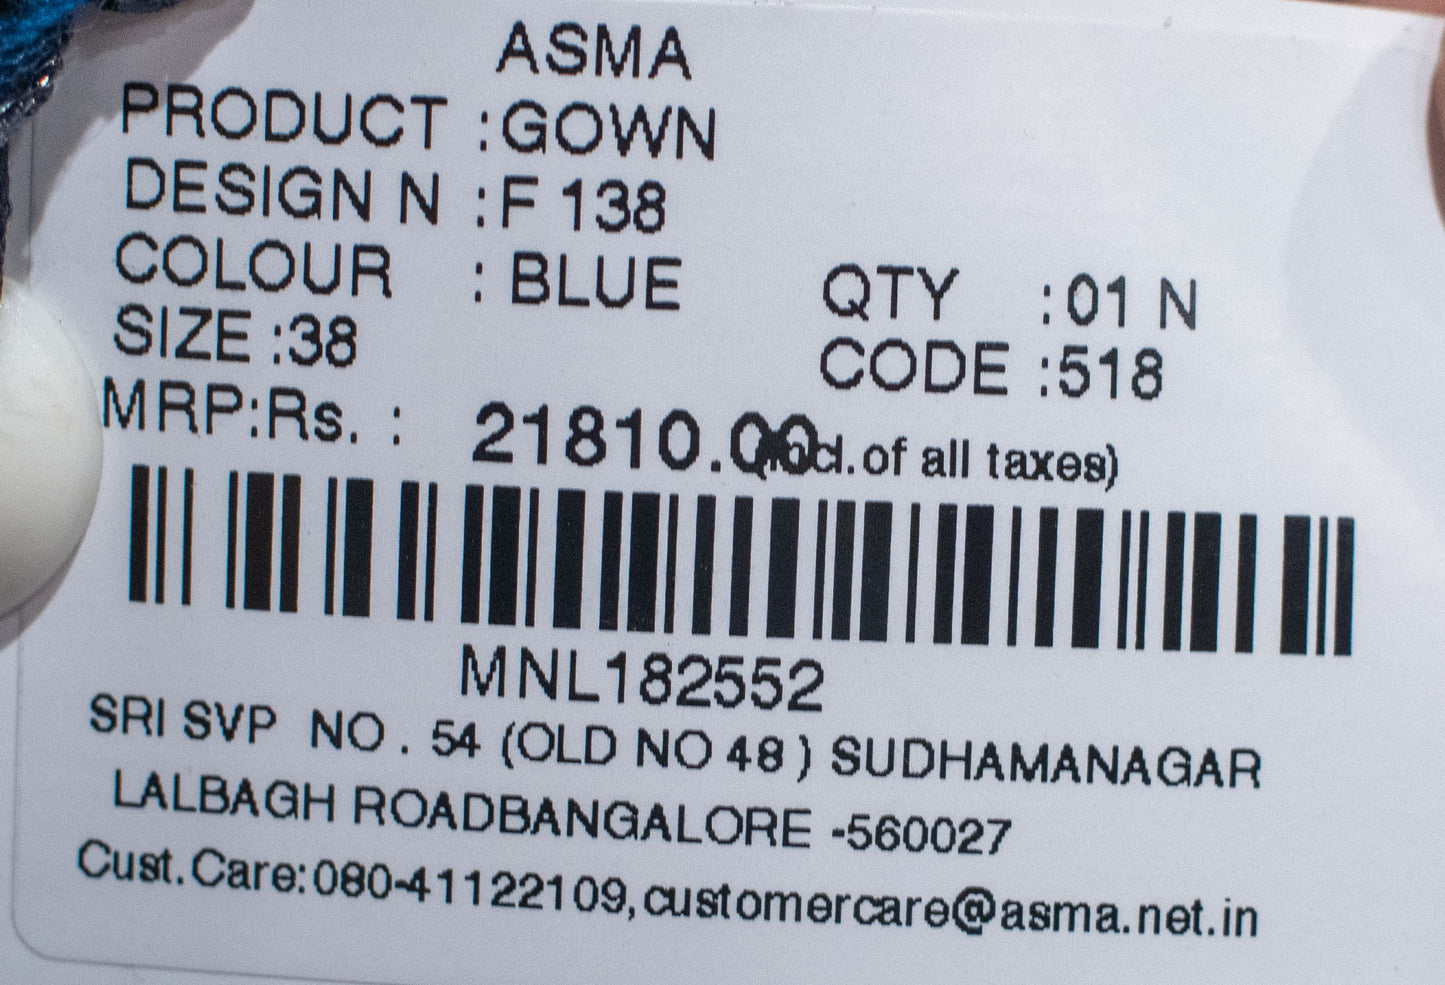 ASMA
PRODUCT :GOWN
DESIGN N :F 138
COLOUR : BLUE QTY :01 N
SIZE :38 CODE :518
MRP:Rs. : 21810.00(Incl.of all taxes)
MNL182552
SRI SVP NO . 54 (OLD NO 48 ) SUDHAMANAGAR
LALBAGH ROADBANGALORE -560027
Cust.Care:080-41122109,customercare@asma.net.in